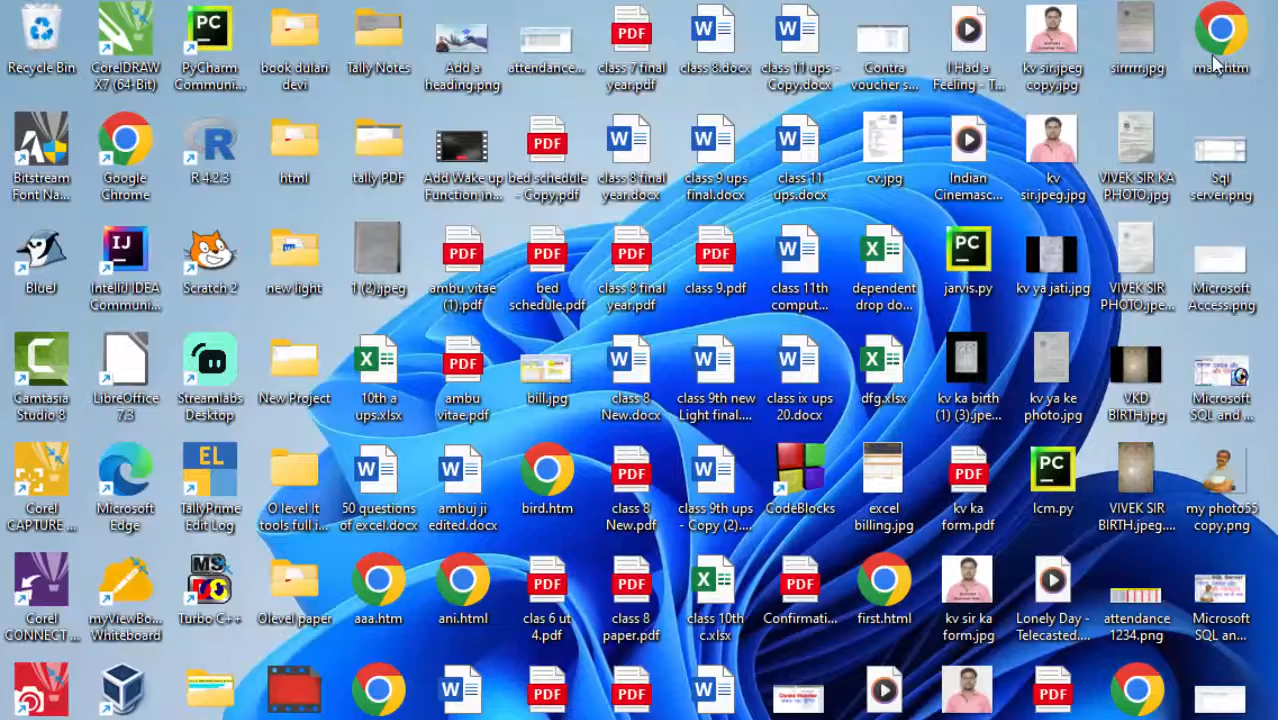 Recycle Bin
CorelDRAW X7 (64-Bit)
PyCharm Communi...
book dulari devi
Tally Notes
Add a heading.png
attendance...
class 7 final year.pdf
class 8.docx
class 11 ups - Copy.docx
Contra voucher s...
I Had a Feeling - T...
kv sir.jpeg copy.jpg
sirrrrr.jpg
Bitstream Font Na...
Google Chrome
R 4.2.3
html
tally PDF
Add Wake up Function in...
bed schedule - Copy.pdf
class 8 final year.docx
class 9 ups final.docx
class 11 ups.docx
cv.jpg
Indian Cinemasc...
kv sir.jpeg.jpg
VIVEK SIR KA PHOTO.jpg
Sql server.png
BlueJ
IntelliJ IDEA Communi...
Scratch 2
new light
1 (2).jpeg
ambu vitae (1).pdf
bed schedule.pdf
class 8 final year.pdf
class 9.pdf
class 11th comput...
dependent drop do...
jarvis.py
kv ya jati.jpg
VIVEK SIR PHOTO.jpe...
Microsoft Access.png
Camtasia Studio 8
LibreOffice 7.3
Streamlabs Desktop
New Project
10th a ups.xlsx
ambu vitae.pdf
bill.jpg
class 8 New.docx
class 9th new Light final....
class ix ups 20.docx
dfg.xlsx
kv ka birth (1) (3).jpe...
kv ya ke photo.jpg
VKD BIRTH.jpg
Microsoft SQL and ...
Corel CAPTURE ...
Microsoft Edge
TallyPrime Edit Log
O level It tools full i...
50 questions of excel.docx
ambuj ji edited.docx
bird.htm
class 8 New.pdf
class 9th ups - Copy (2)....
CodeBlocks
excel billing.jpg
kv ka form.pdf
lcm.py
VIVEK SIR BIRTH.jpeg....
my photo55 copy.png
Corel CONNECT ...
myViewBo... Whiteboard
Turbo C++
Olevel paper
aaa.htm
ani.html
clas 6 ut 4.pdf
class 8 paper.pdf
class 10th c.xlsx
Confirmati...
first.html
kv sir ka form.jpg
Lonely Day - Telecasted....
attendance 1234.png
Microsoft SQL and an...